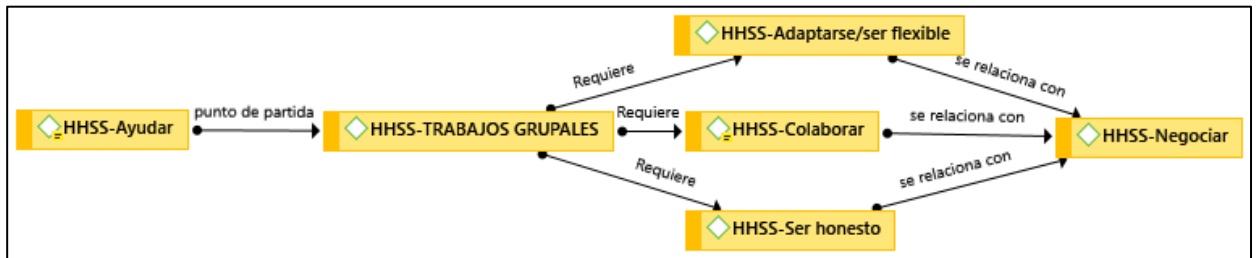 HHSS-Adaptarse/ser flexible
Requiere
se relaciona con
HHSS-Ayudar
punto de partida
HHSS-TRABAJOS GRUPALES
Requiere
HHSS-Colaborar
se relaciona con
HHSS-Negociar
Requiere
se relaciona con
HHSS-Ser honesto